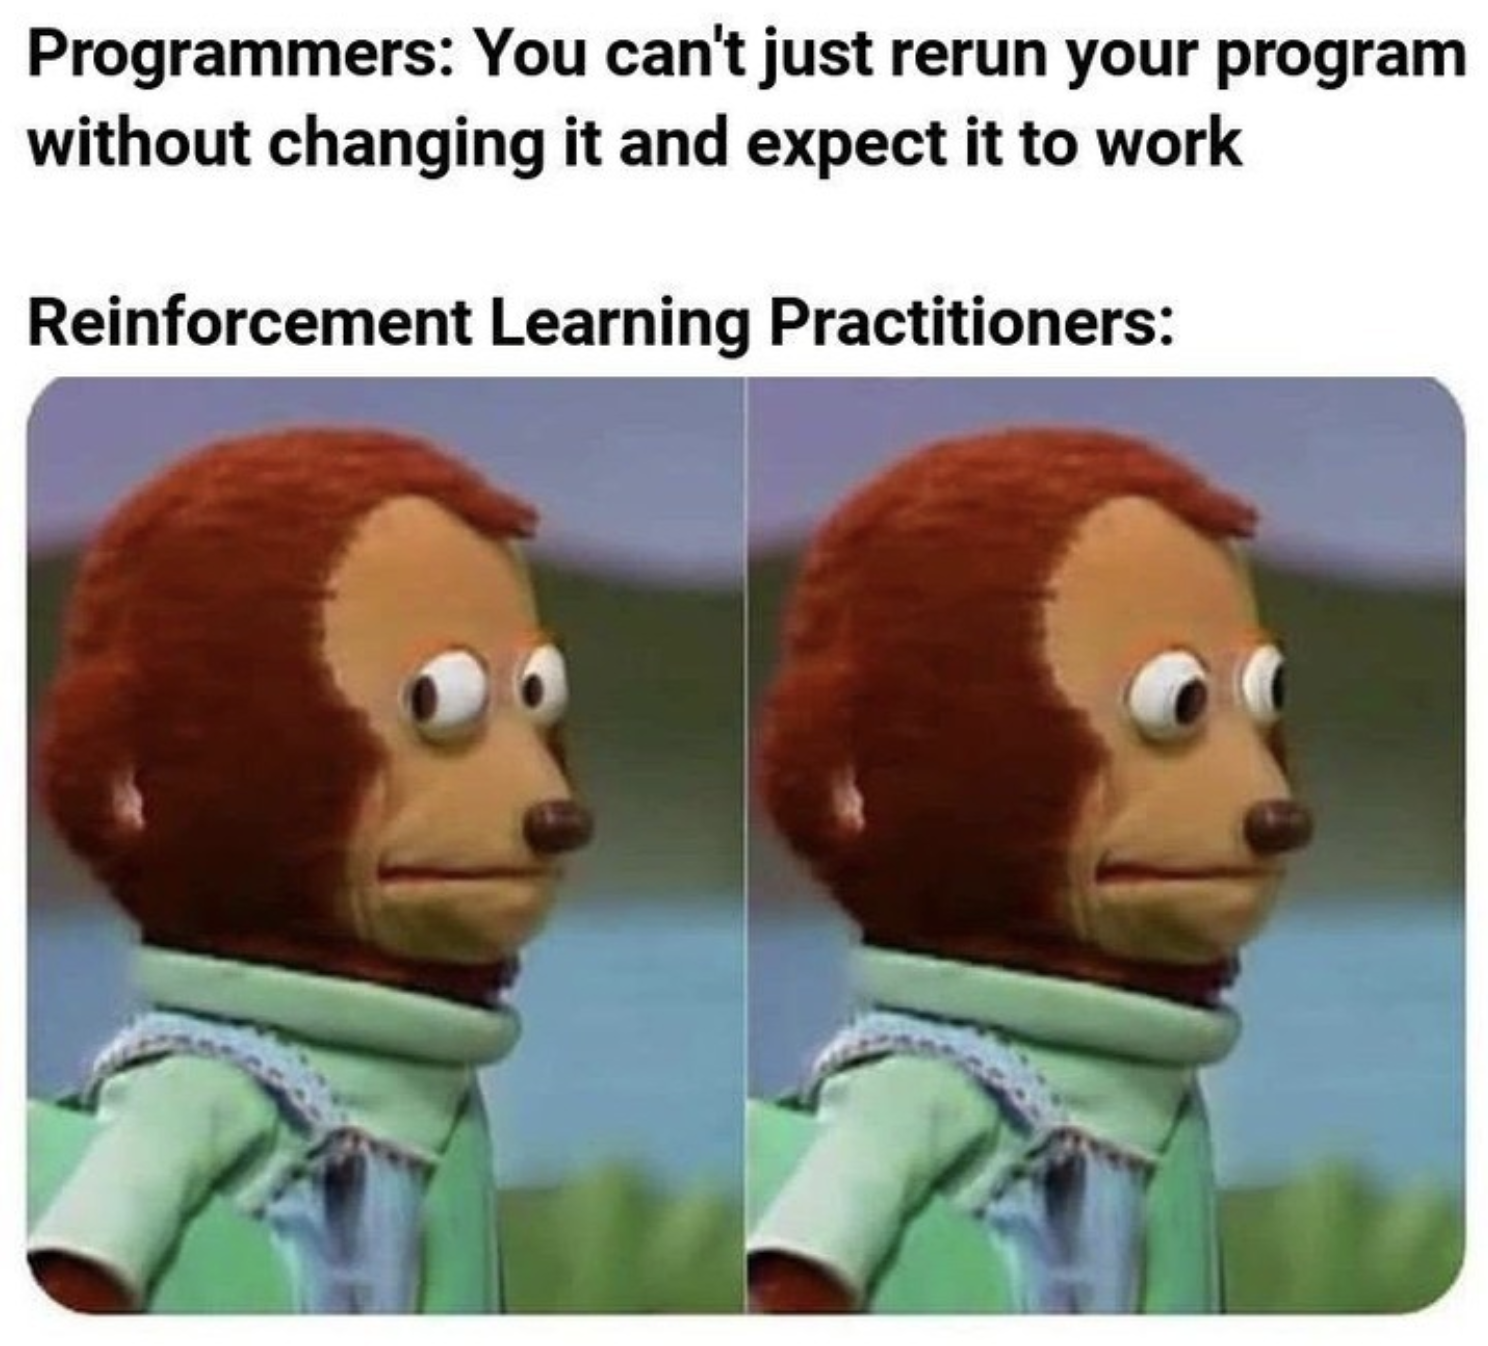 Programmers: You can't just rerun your program
without changing it and expect it to work
Reinforcement Learning Practitioners: